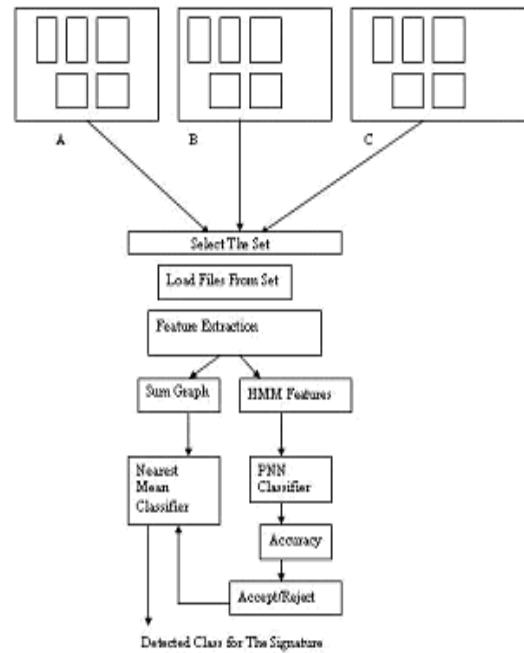 A
B
C
Select The Set
Load Files From Set
Feature Extraction
Sum Graph
HMM Features
Nearest
Mean
Classifier
PNN
Classifier
Accuracy
Accept/Reject
Detected Class for The Signature